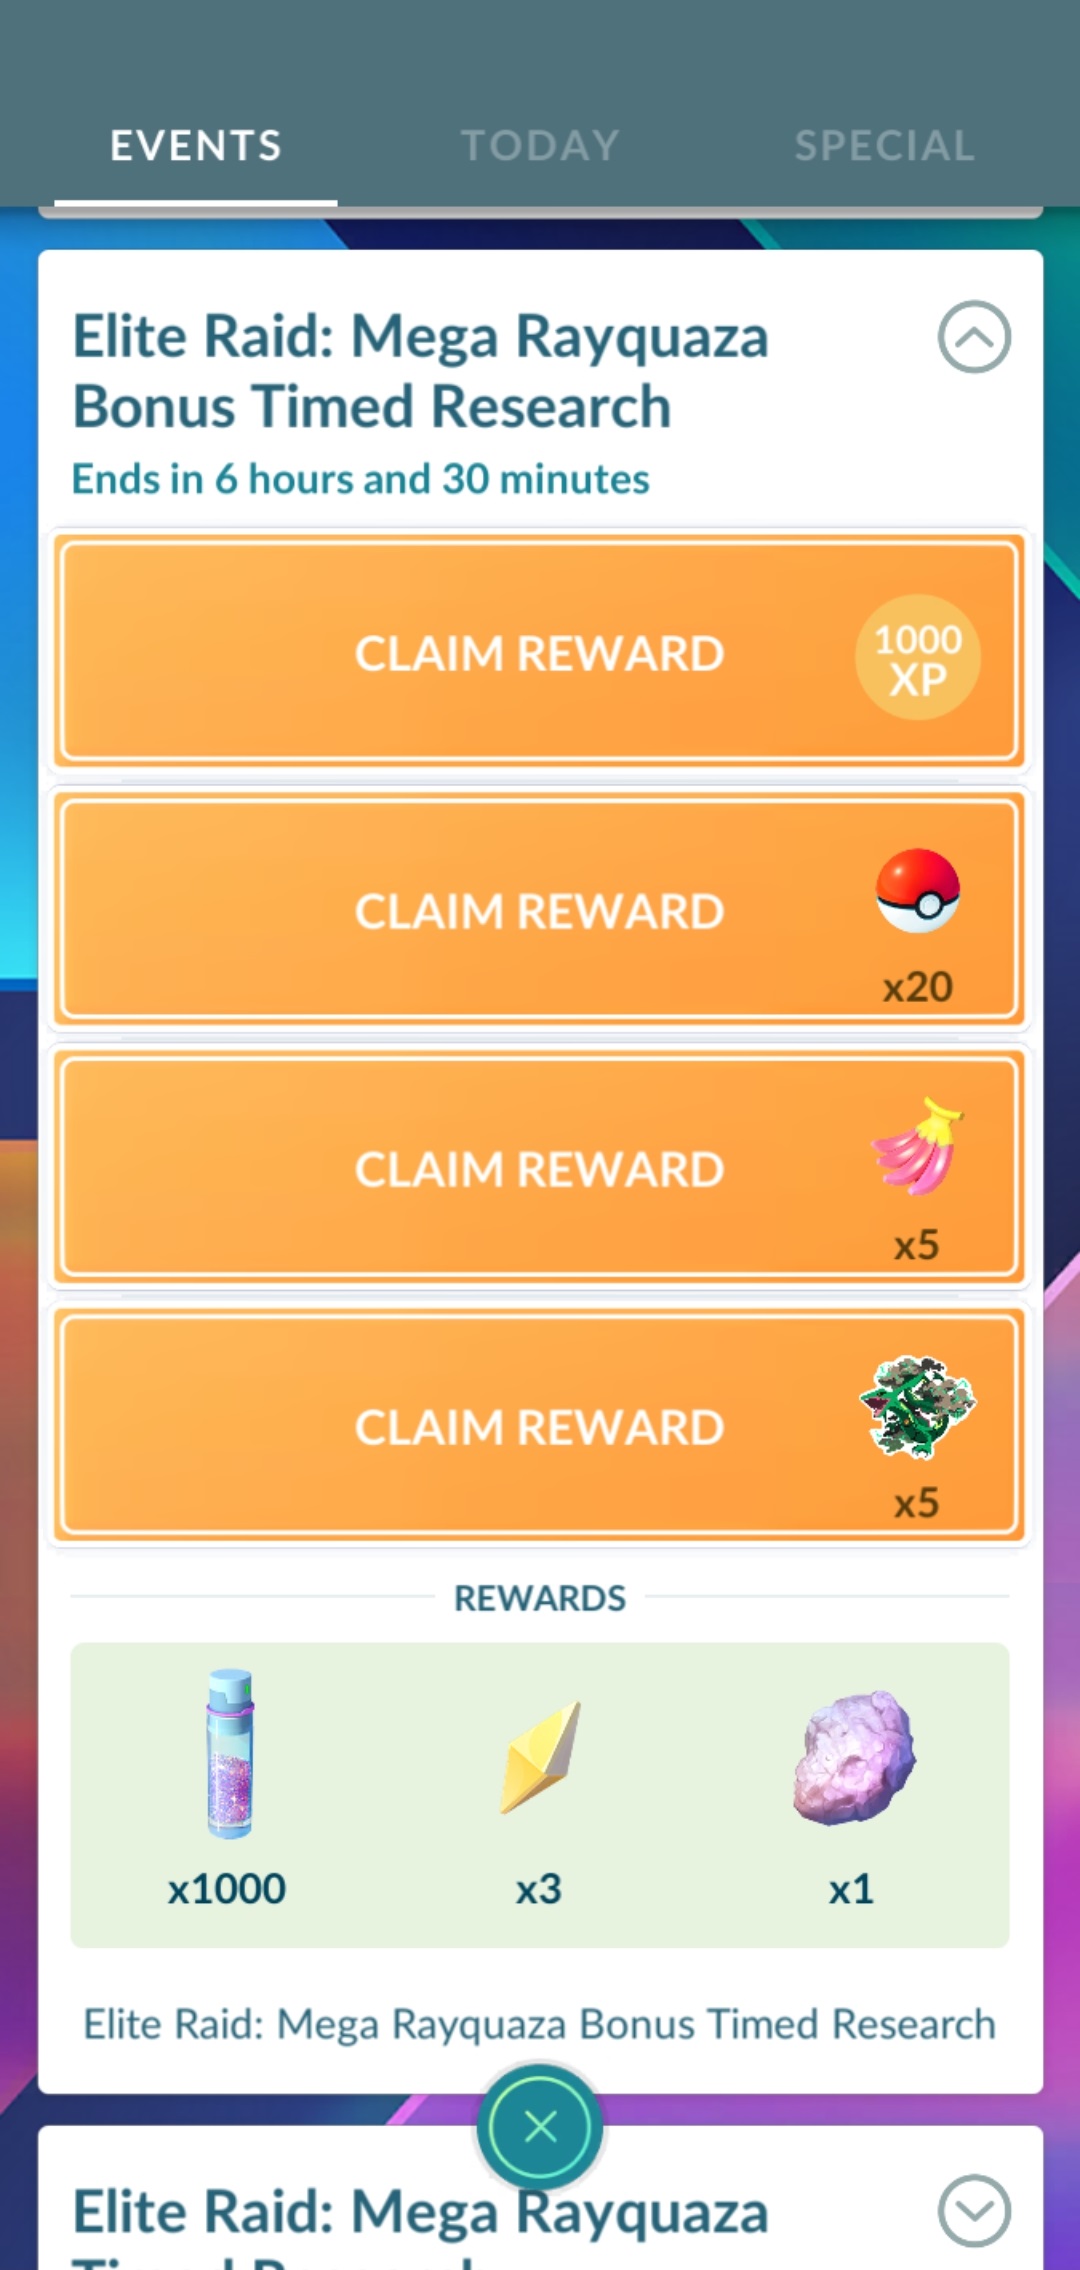 EVENTS
TODAY
SPECIAL
Elite Raid: Mega Rayquaza
Bonus Timed Research
Ends in 6 hours and 30 minutes
CLAIM REWARD
1000
XP
CLAIM REWARD
x20
CLAIM REWARD
x5
CLAIM REWARD
x5
REWARDS
x1000
x3
x1
Elite Raid: Mega Rayquaza Bonus Timed Research
Elite Raid: Mega Rayquaza
Timed Research